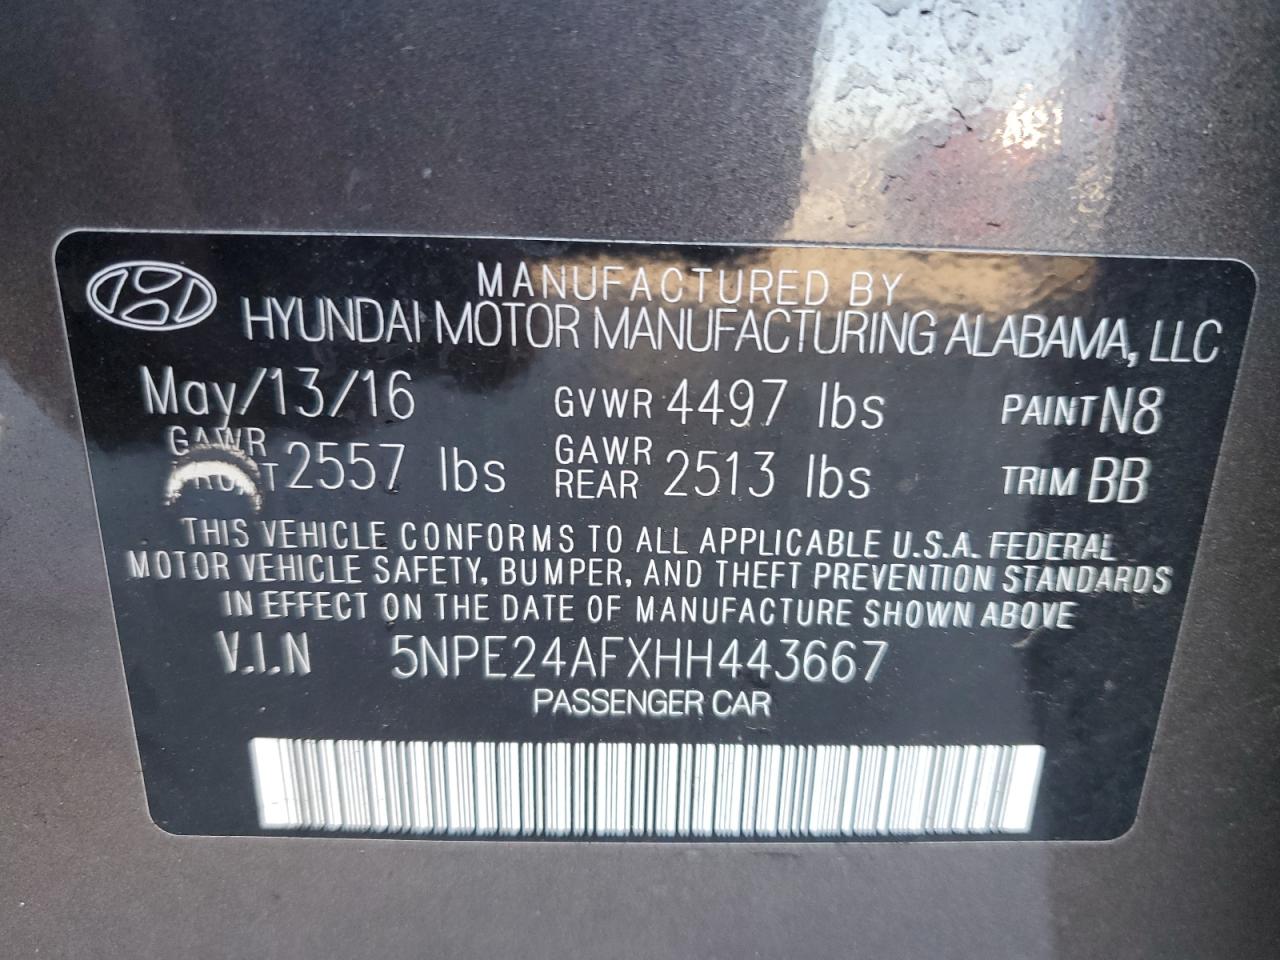 MANUFACTURED BY
HYUNDAI MOTOR MANUFACTURING ALABAMA, LLC
May/13/16 GVWR 4497 lbs PAINT N8
GAWR FRONT 2557 lbs GAWR REAR 2513 lbs TRIM BB
THIS VEHICLE CONFORMS TO ALL APPLICABLE U.S.A. FEDERAL
MOTOR VEHICLE SAFETY, BUMPER, AND THEFT PREVENTION STANDARDS
IN EFFECT ON THE DATE OF MANUFACTURE SHOWN ABOVE
V.I.N 5NPE24AFXHH443667
PASSENGER CAR